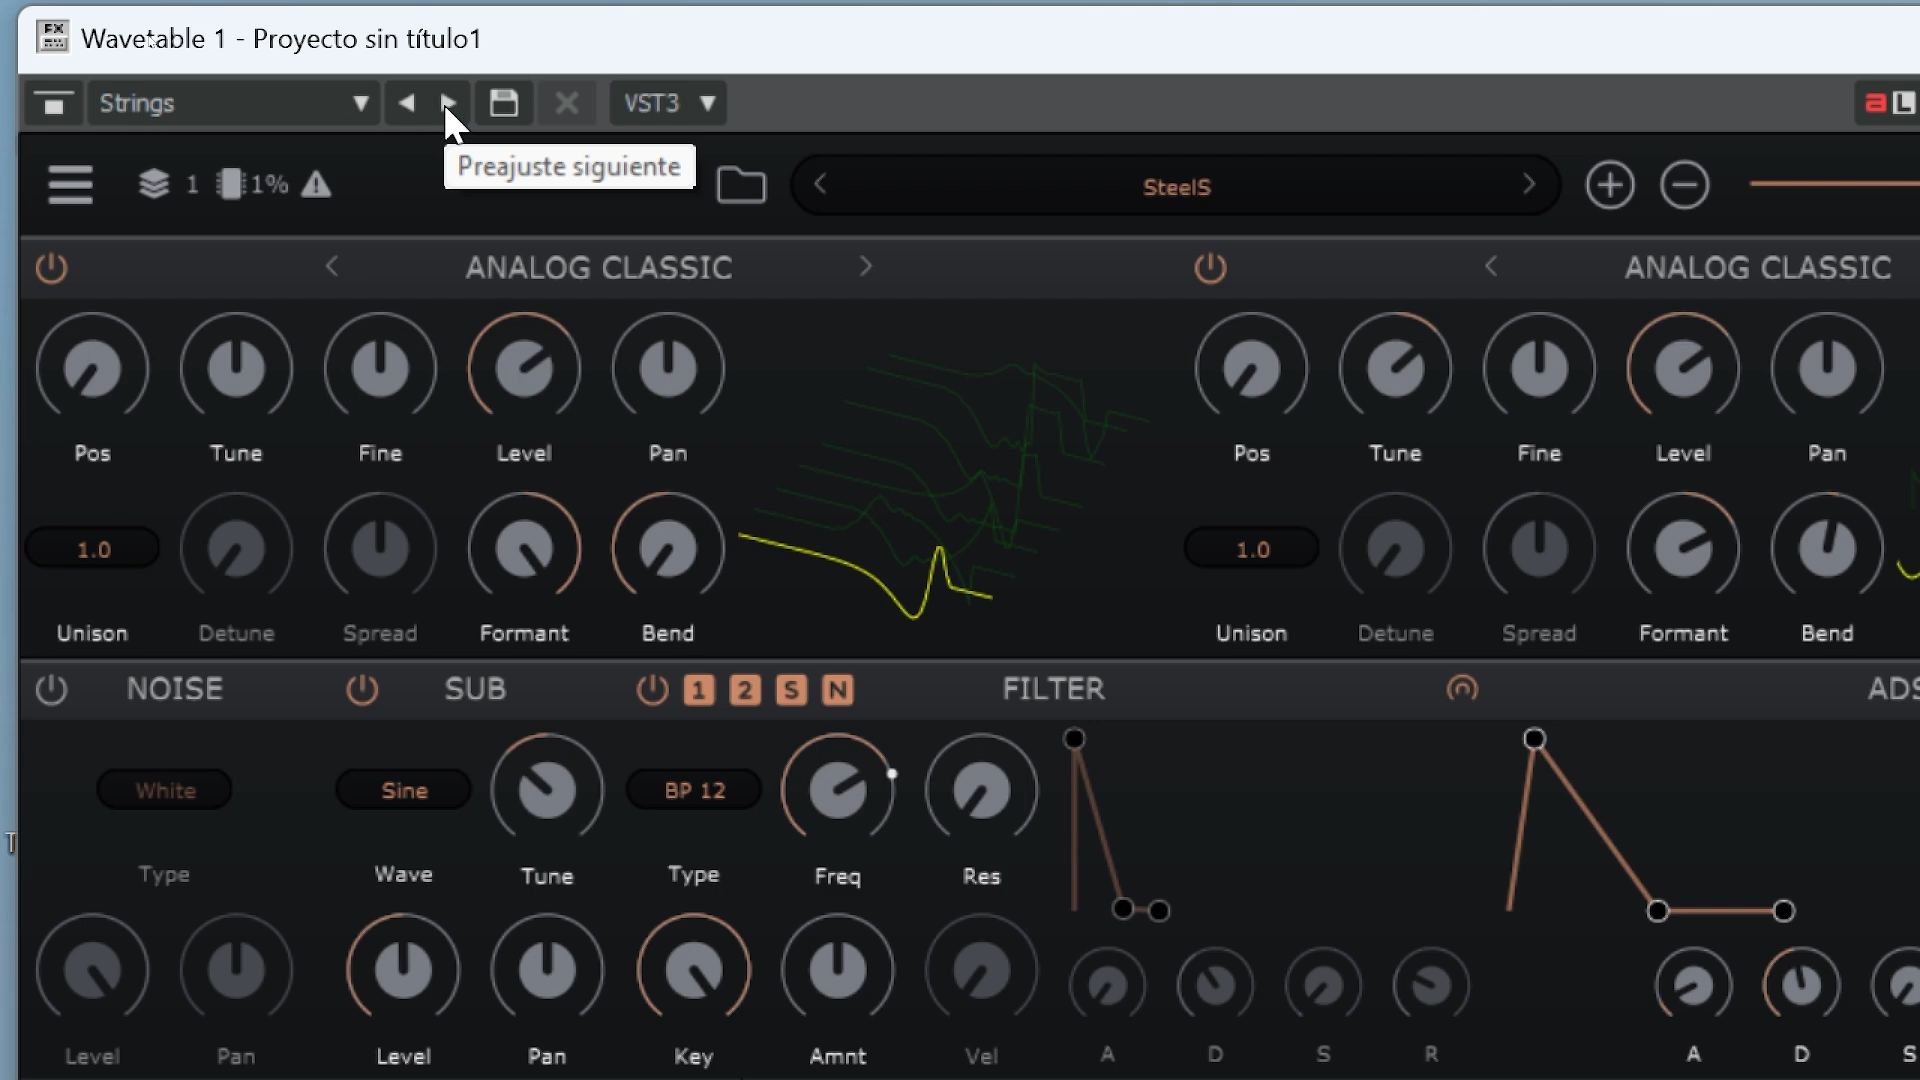 FX
Wavetable 1 - Proyecto sin título1
Strings
VST3
a L
Preajuste siguiente
1
1%
SteelS
ANALOG CLASSIC
ANALOG CLASSIC
Pos
Tune
Fine
Level
Pan
Pos
Tune
Fine
Level
Pan
1.0
1.0
Unison
Detune
Spread
Formant
Bend
Unison
Detune
Spread
Formant
Bend
NOISE
SUB
1 2 S N
FILTER
ADS
White
Sine
BP 12
T
Type
Wave
Tune
Type
Freq
Res
Level
Pan
Level
Pan
Key
Amnt
Vel
A
D
S
R
A
D
S